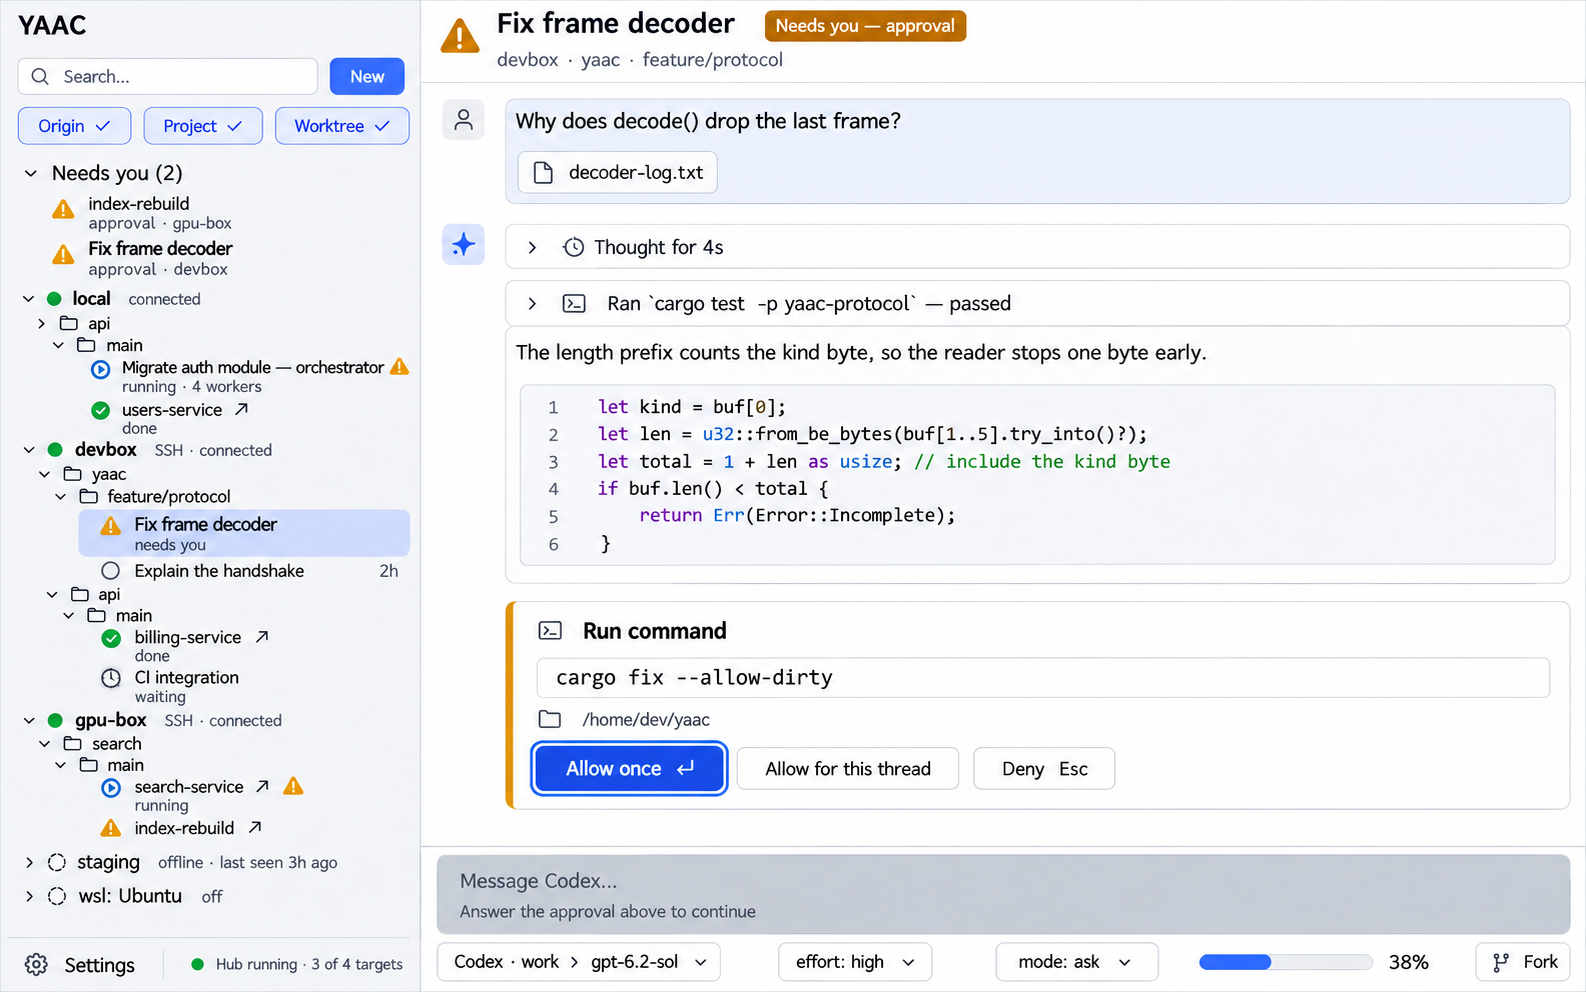 YAAC
Search...
New
Origin
Project
Worktree
Needs you (2)
index-rebuild
approval · gpu-box
Fix frame decoder
approval · devbox
local connected
api
main
Migrate auth module — orchestrator
running · 4 workers
users-service
done
devbox SSH · connected
yaac
feature/protocol
Fix frame decoder
needs you
Explain the handshake 2h
api
main
billing-service
done
CI integration
waiting
gpu-box SSH · connected
search
main
search-service
running
index-rebuild
staging offline · last seen 3h ago
wsl: Ubuntu off
Settings
Hub running · 3 of 4 targets
Fix frame decoder
Needs you — approval
devbox · yaac · feature/protocol
Why does decode() drop the last frame?
decoder-log.txt
Thought for 4s
Ran `cargo test -p yaac-protocol` — passed
The length prefix counts the kind byte, so the reader stops one byte early.
1 let kind = buf[0];
2 let len = u32::from_be_bytes(buf[1..5].try_into()?);
3 let total = 1 + len as usize; // include the kind byte
4 if buf.len() < total {
5 return Err(Error::Incomplete);
6 }
Run command
cargo fix --allow-dirty
/home/dev/yaac
Allow once
Allow for this thread
Deny Esc
Message Codex...
Answer the approval above to continue
Codex · work > gpt-6.2-sol
effort: high
mode: ask
38%
Fork